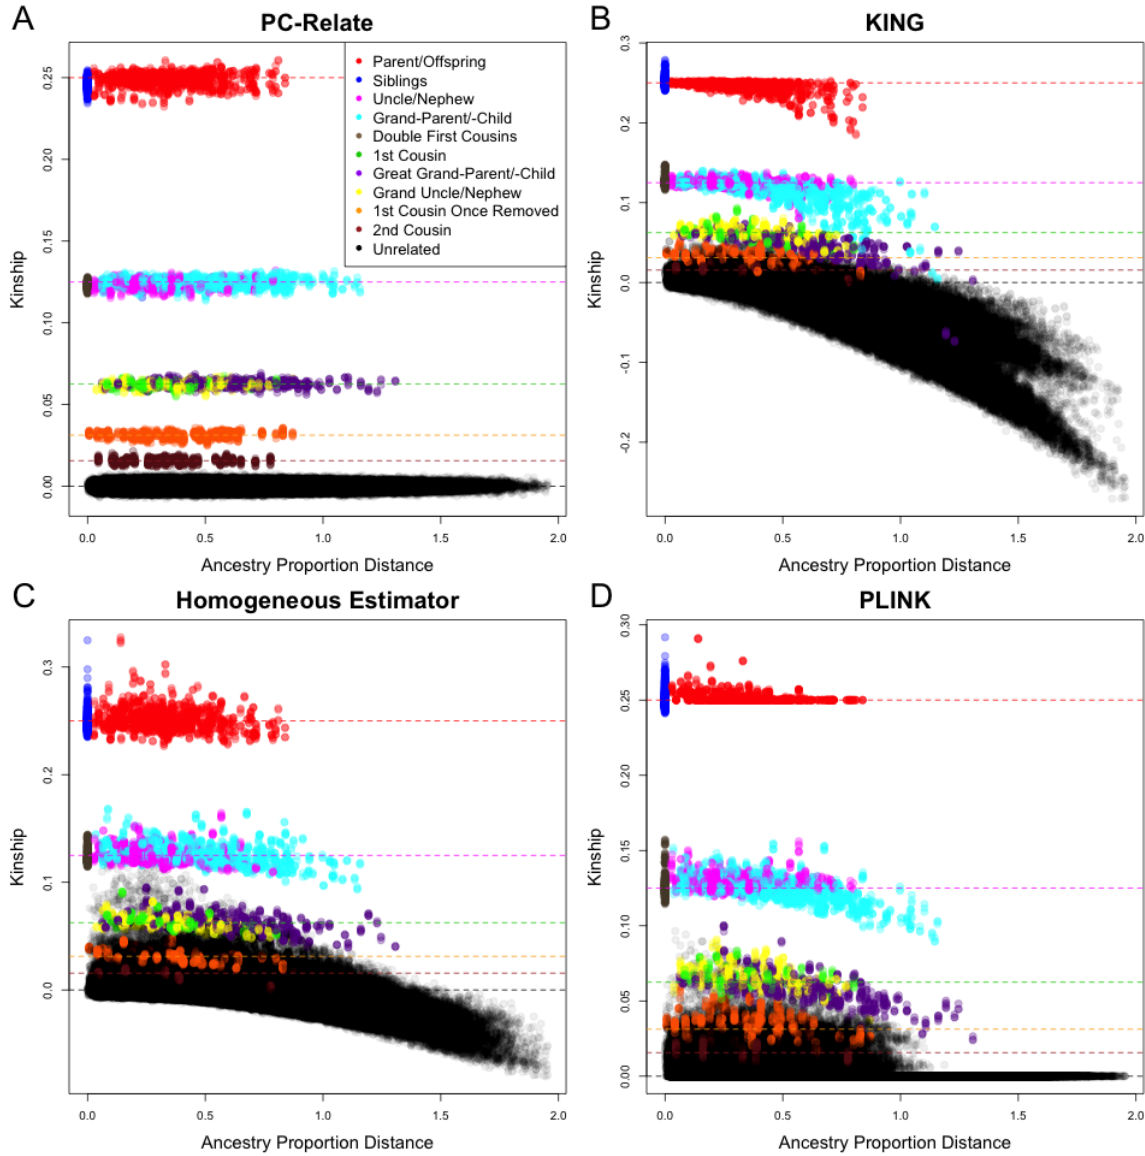 A
PC-Relate
Kinship
0.25
0.20
0.15
0.10
0.05
0.00
Parent/Offspring
Siblings
Uncle/Nephew
Grand-Parent/-Child
Double First Cousins
1st Cousin
Great Grand-Parent/-Child
Grand Uncle/Nephew
1st Cousin Once Removed
2nd Cousin
Unrelated
0.0 0.5 1.0 1.5 2.0
Ancestry Proportion Distance
B
KING
Kinship
0.3
0.2
0.1
0.0
-0.1
-0.2
0.0 0.5 1.0 1.5 2.0
Ancestry Proportion Distance
C
Homogeneous Estimator
Kinship
0.3
0.2
0.1
0.0
0.0 0.5 1.0 1.5 2.0
Ancestry Proportion Distance
D
PLINK
Kinship
0.30
0.25
0.20
0.15
0.10
0.05
0.00
0.0 0.5 1.0 1.5 2.0
Ancestry Proportion Distance